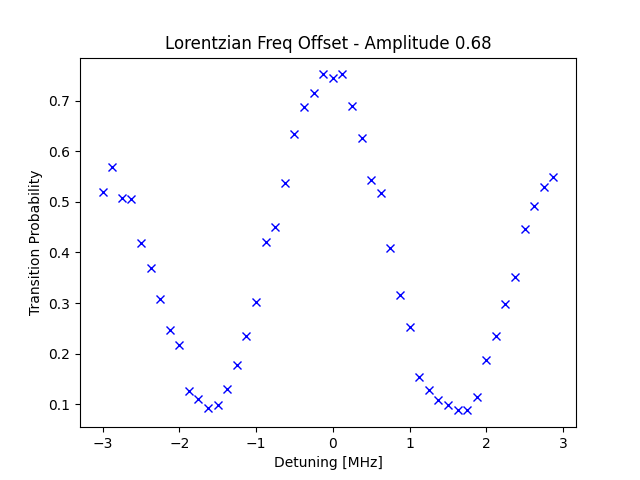 Lorentzian Freq Offset - Amplitude 0.68
Transition Probability
0.7
0.6
0.5
0.4
0.3
0.2
0.1
−3 −2 −1 0 1 2 3
Detuning [MHz]